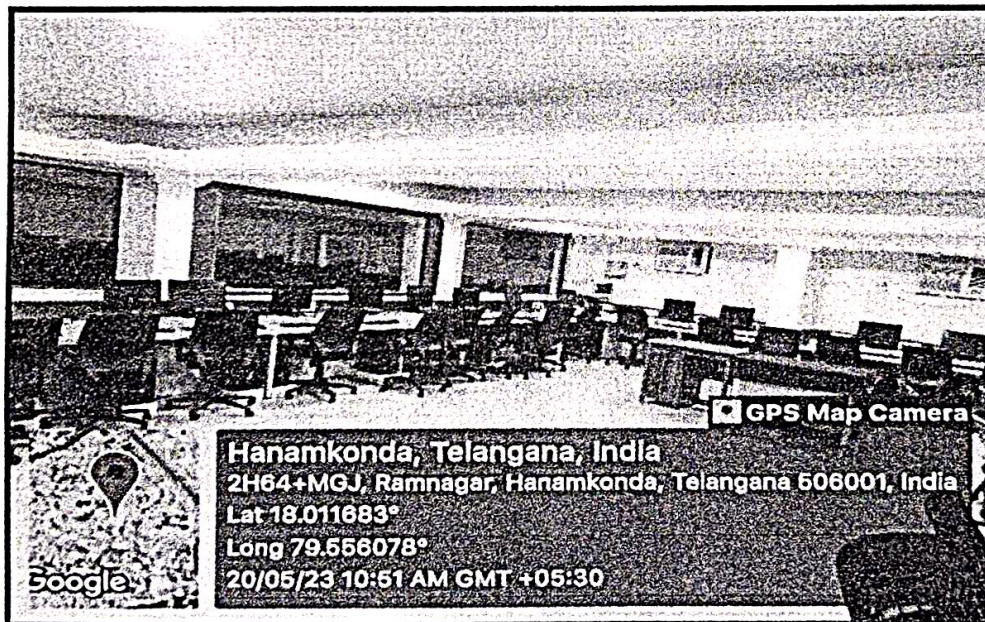 GPS Map Camera
Hanamkonda, Telangana, India
2H64+MGJ, Ramnagar, Hanamkonda, Telangana 506001, India
Lat 18.011683°
Long 79.556078°
20/05/23 10:51 AM GMT +05:30
Google